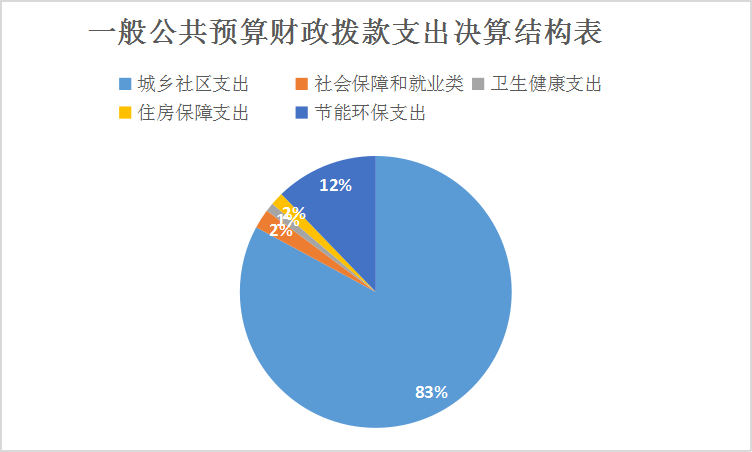 一般公共预算财政拨款支出决算结构表
城乡社区支出 社会保障和就业类 卫生健康支出
住房保障支出 节能环保支出
12%
2%
1%
2%
83%